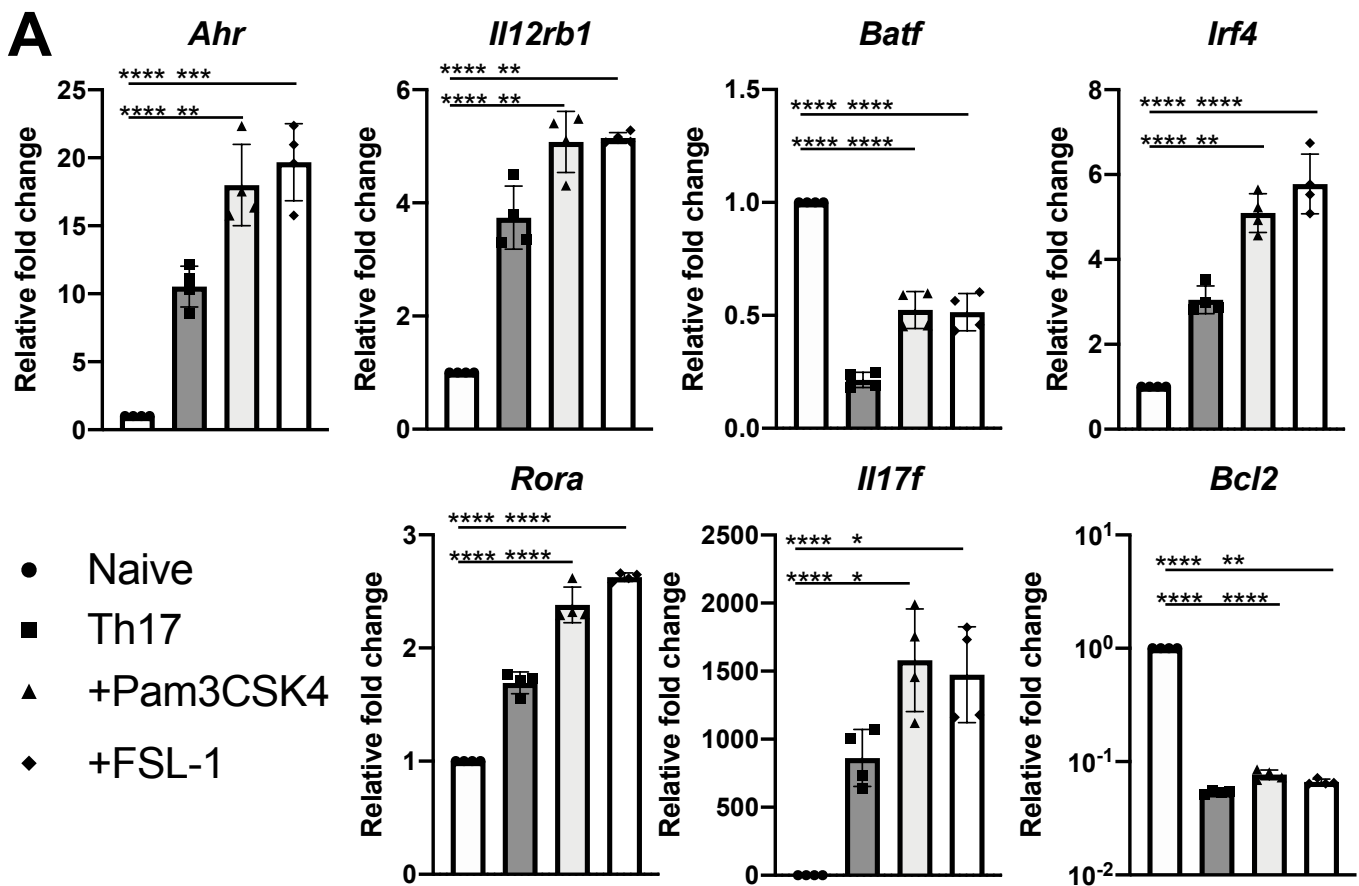 A
Ahr
Il12rb1
Batf
Irf4
**** ***
**** **
Relative fold change
25
20
15
10
5
0
**** **
**** **
Relative fold change
6
4
2
0
**** ****
**** ****
Relative fold change
1.5
1.0
0.5
0.0
**** ****
**** **
Relative fold change
8
6
4
2
0
Rora
Il17f
Bcl2
Naive
Th17
+Pam3CSK4
+FSL-1
**** ****
**** ****
Relative fold change
3
2
1
0
**** *
**** *
Relative fold change
2500
2000
1500
1000
500
0
**** **
**** ****
Relative fold change
10¹
10⁰
10⁻¹
10⁻²